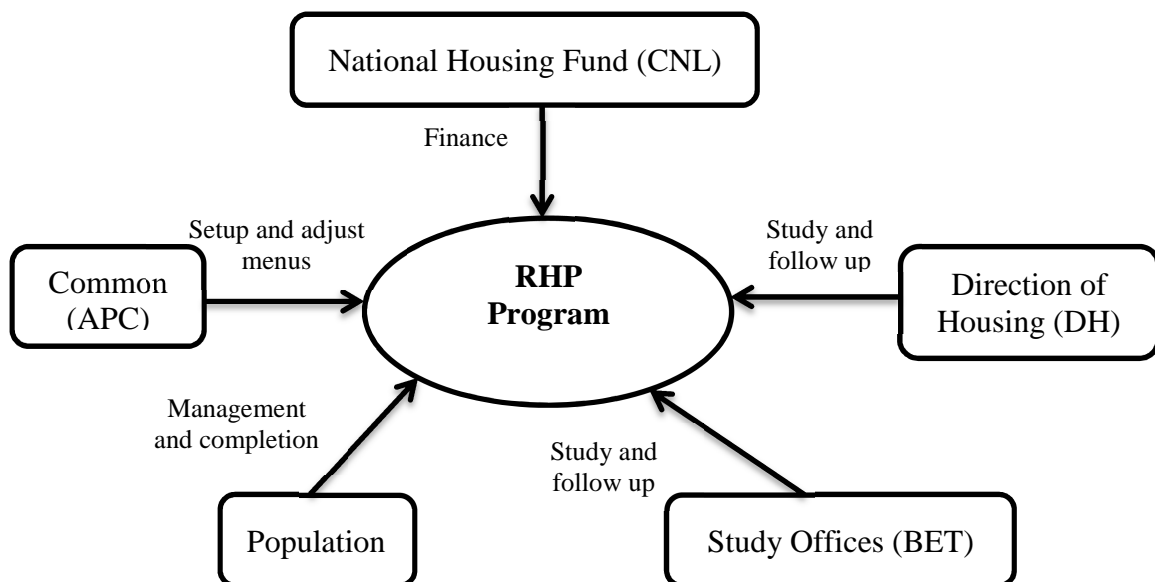 National Housing Fund (CNL)
Finance
Setup and adjust
menus
Study and
follow up
Common
(APC)
RHP
Program
Direction of
Housing (DH)
Management
and completion
Study and
follow up
Population
Study Offices (BET)